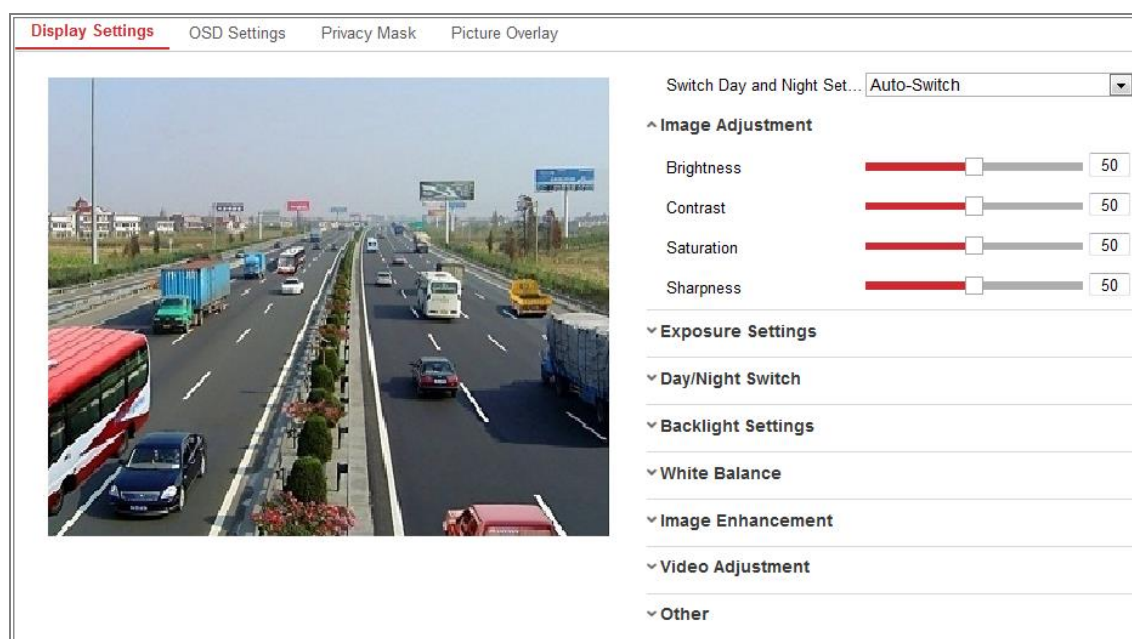 Display Settings
OSD Settings
Privacy Mask
Picture Overlay
Switch Day and Night Set... Auto-Switch
Image Adjustment
Brightness 50
Contrast 50
Saturation 50
Sharpness 50
Exposure Settings
Day/Night Switch
Backlight Settings
White Balance
Image Enhancement
Video Adjustment
Other